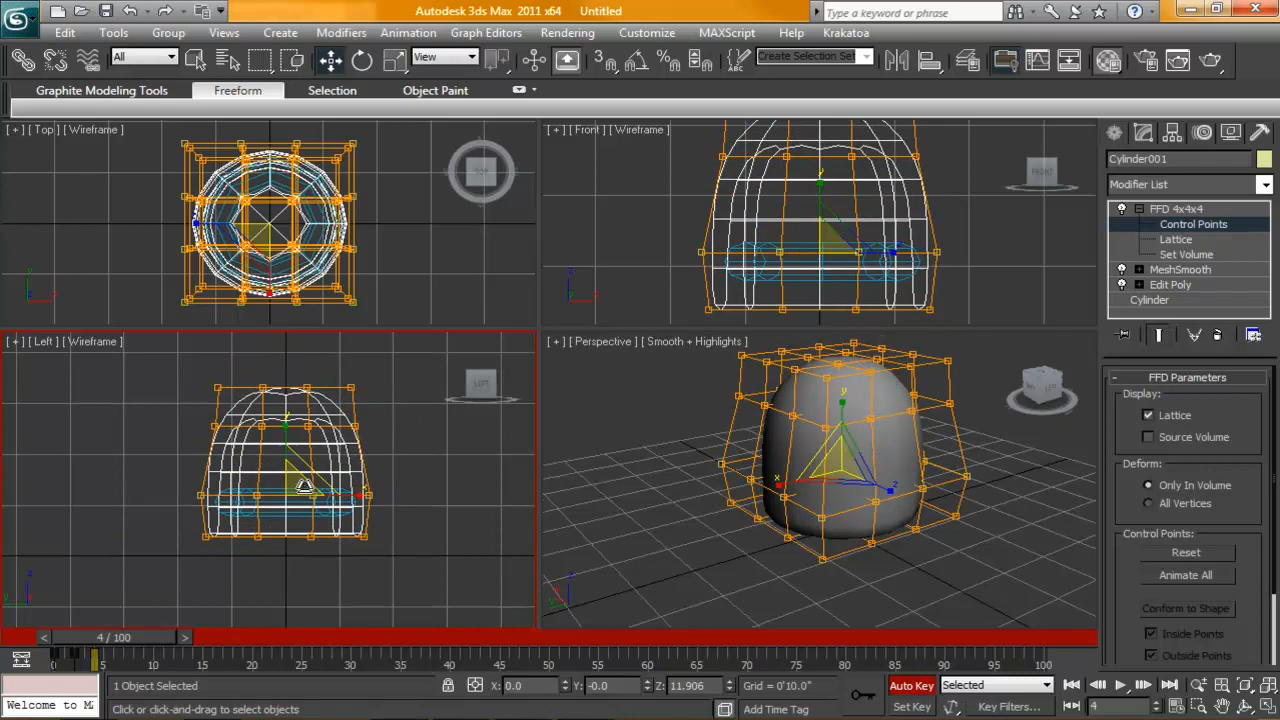 Autodesk 3ds Max 2011 x64 Untitled
Type a keyword or phrase
Edit Tools Group Views Create Modifiers Animation Graph Editors Rendering Customize MAXScript Help Krakatoa
All View Create Selection Set
Graphite Modeling Tools Freeform Selection Object Paint
[ + ] [ Top ] [ Wireframe ]
TOP
[ + ] [ Front ] [ Wireframe ]
FRONT
[ + ] [ Left ] [ Wireframe ]
LEFT
[ + ] [ Perspective ] [ Smooth + Highlights ]
Cylinder001
Modifier List
FFD 4x4x4
Control Points
Lattice
Set Volume
MeshSmooth
Edit Poly
Cylinder
FFD Parameters
Display:
Lattice
Source Volume
Deform:
Only In Volume
All Vertices
Control Points:
Reset
Animate All
Conform to Shape
Inside Points
Outside Points
4 / 100
5 10 15 20 25 30 35 40 45 50 55 60 65 70 75 80 85 90 95 100
1 Object Selected X: 0.0 Y: -0.0 Z: 11.906 Grid = 0'10.0" Auto Key Selected
Welcome to M Click or click-and-drag to select objects Add Time Tag Set Key Key Filters... 4